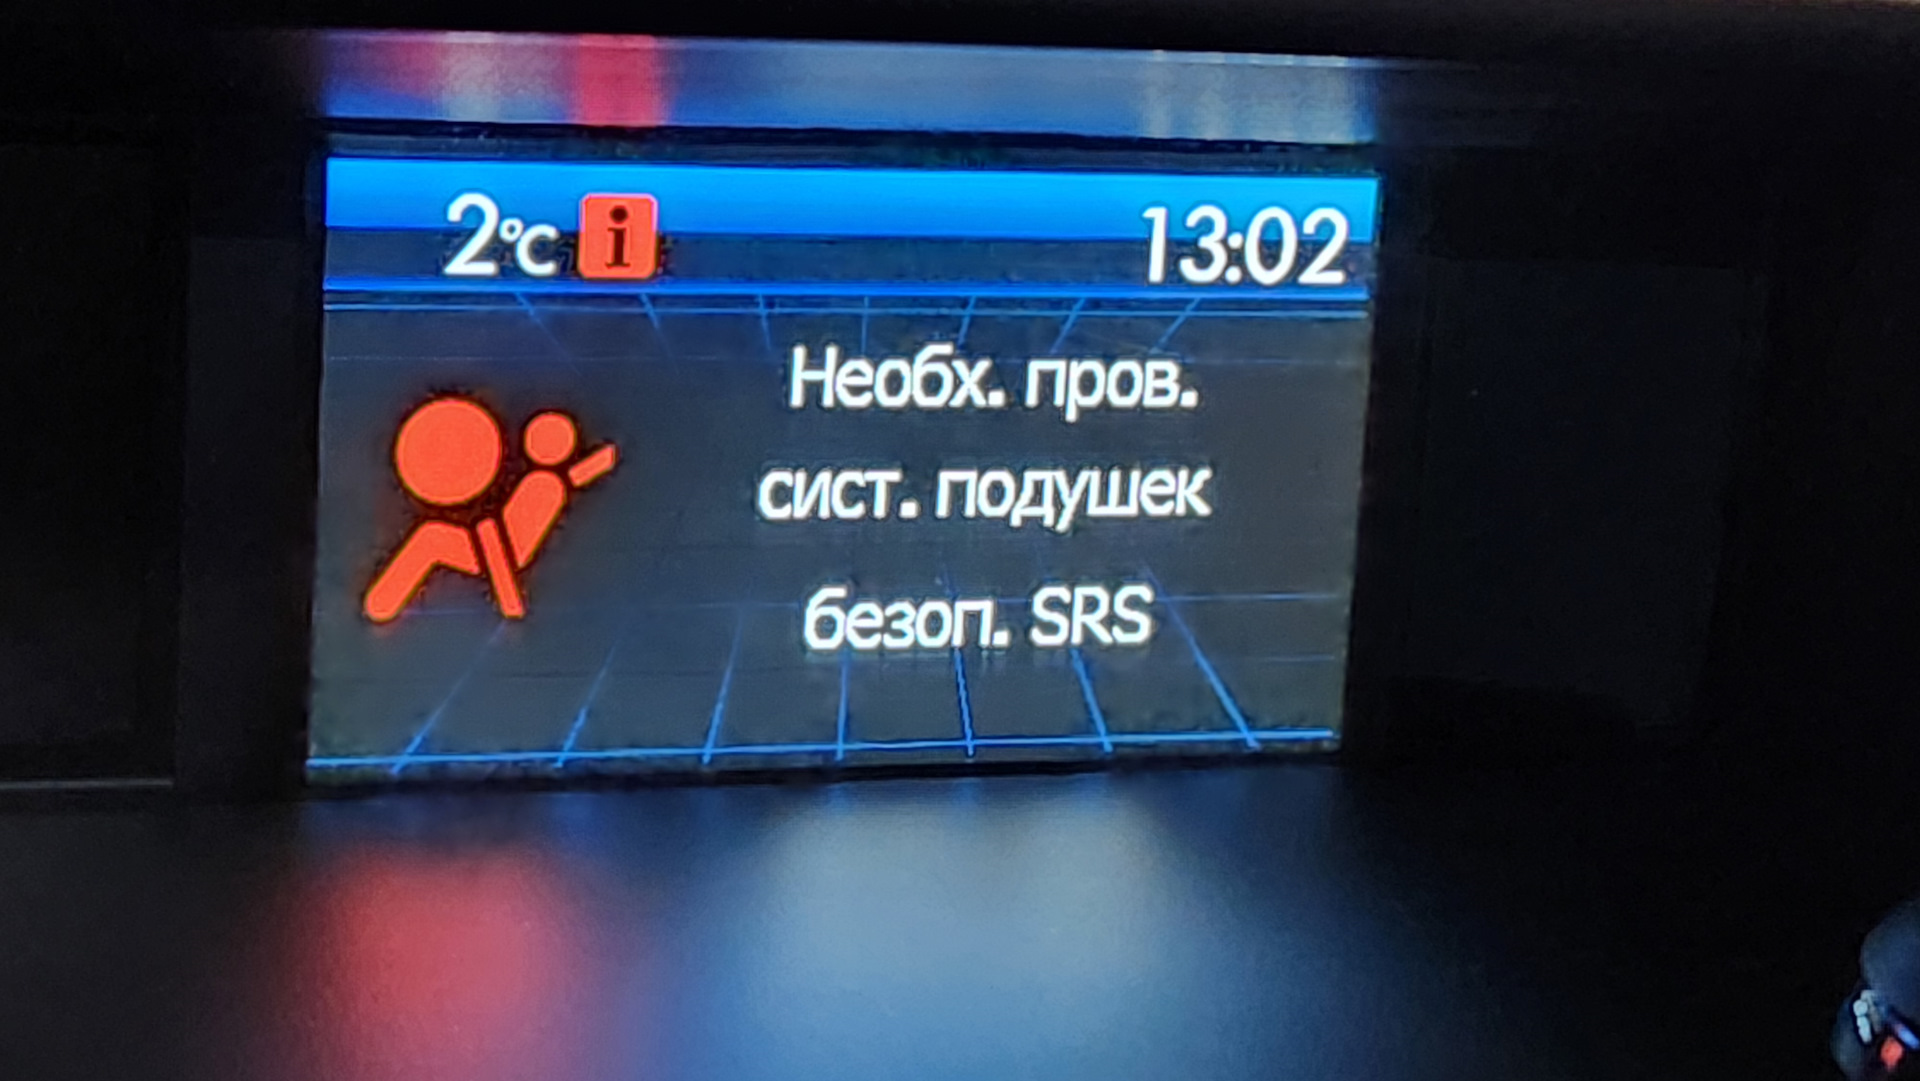 2°C i 13:02
Необх. пров.
сист. подушек
безоп. SRS